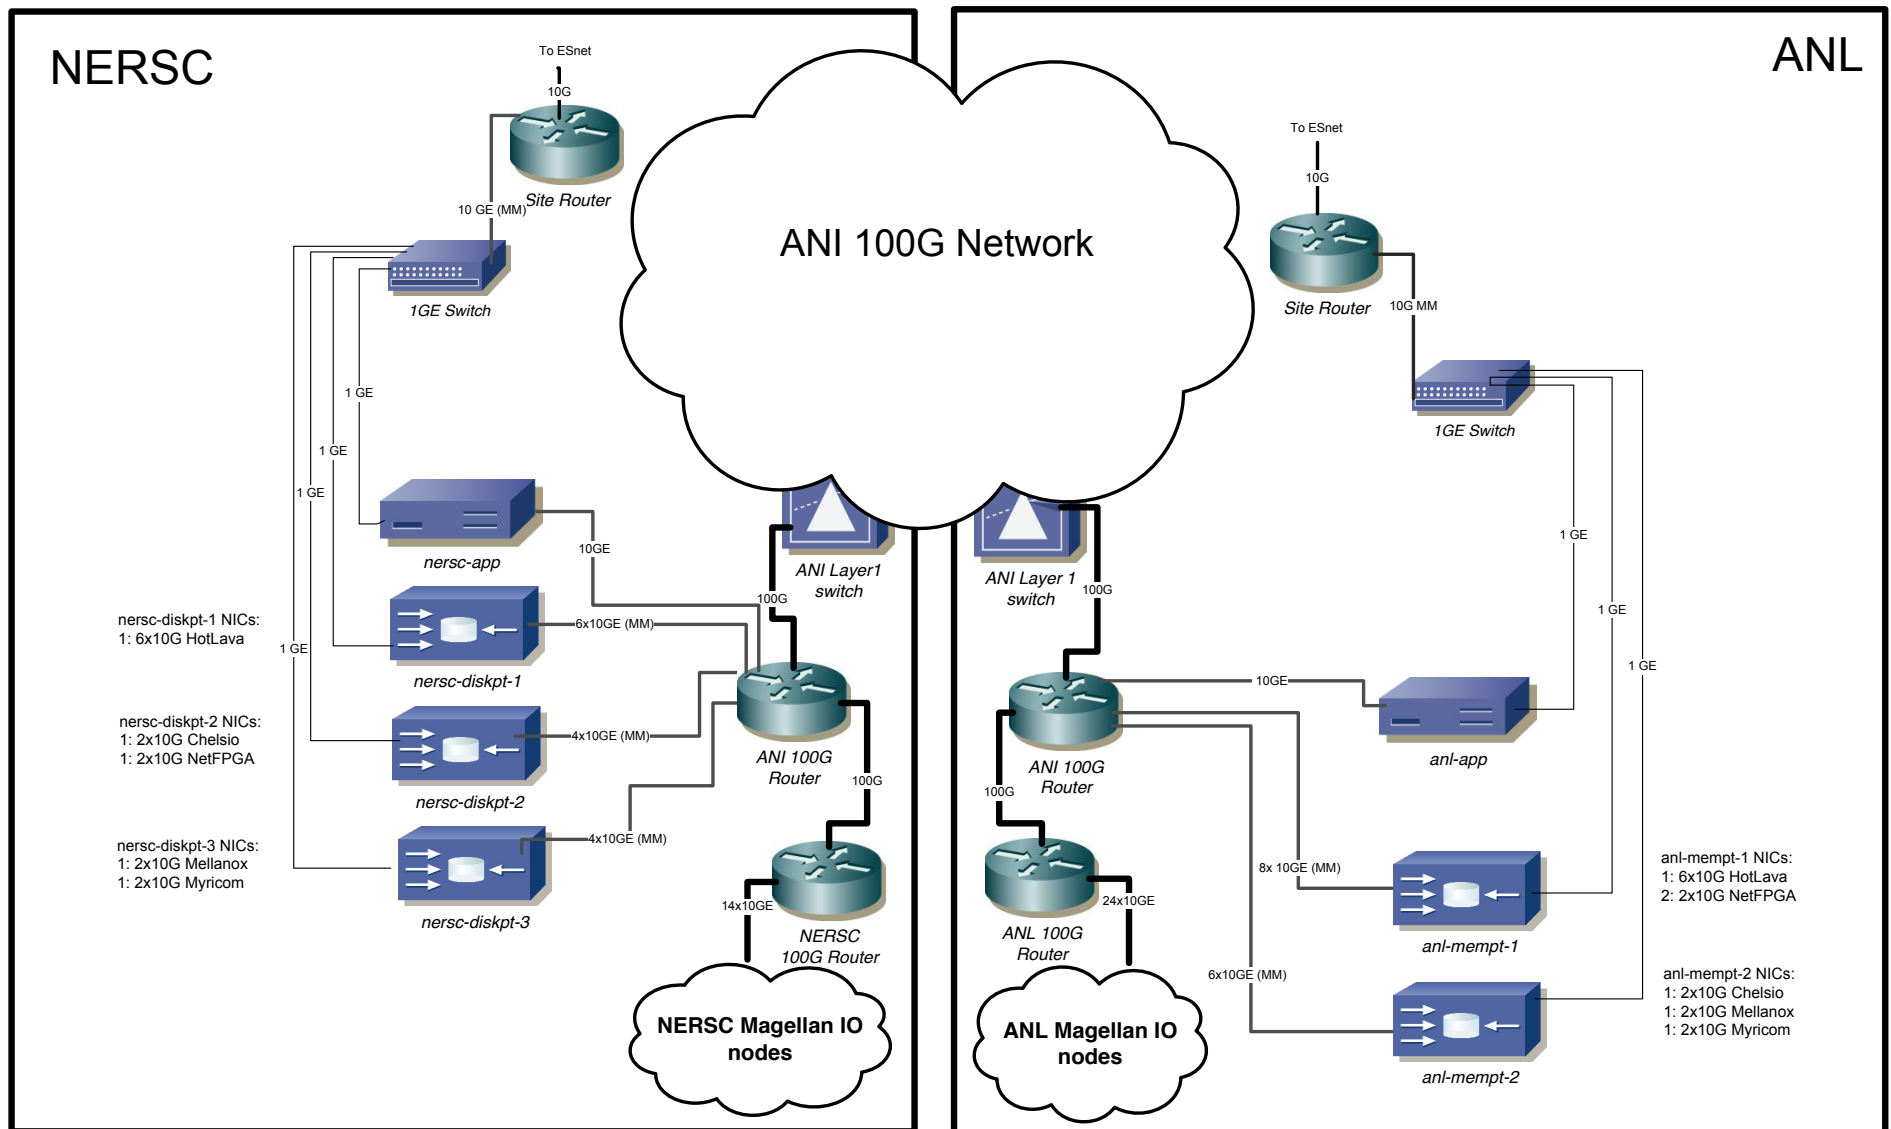 NERSC
To ESnet
10G
Site Router
10 GE (MM)
1GE Switch
1 GE
1 GE
1 GE
1 GE
nersc-app
10GE
nersc-diskpt-1 NICs:
1: 6x10G HotLava
6x10GE (MM)
nersc-diskpt-1
nersc-diskpt-2 NICs:
1: 2x10G Chelsio
1: 2x10G NetFPGA
4x10GE (MM)
nersc-diskpt-2
nersc-diskpt-3 NICs:
1: 2x10G Mellanox
1: 2x10G Myricom
4x10GE (MM)
nersc-diskpt-3
ANI 100G Network
ANI Layer1
switch
100G
ANI 100G
Router
100G
NERSC
100G Router
14x10GE
NERSC Magellan IO
nodes
ANL
To ESnet
10G
Site Router
10G MM
1GE Switch
1 GE
1 GE
1 GE
ANI Layer 1
switch
100G
ANI 100G
Router
100G
ANL 100G
Router
24x10GE
ANL Magellan IO
nodes
10GE
anl-app
8x 10GE (MM)
anl-mempt-1
anl-mempt-1 NICs:
1: 6x10G HotLava
2: 2x10G NetFPGA
6x10GE (MM)
anl-mempt-2
anl-mempt-2 NICs:
1: 2x10G Chelsio
1: 2x10G Mellanox
1: 2x10G Myricom